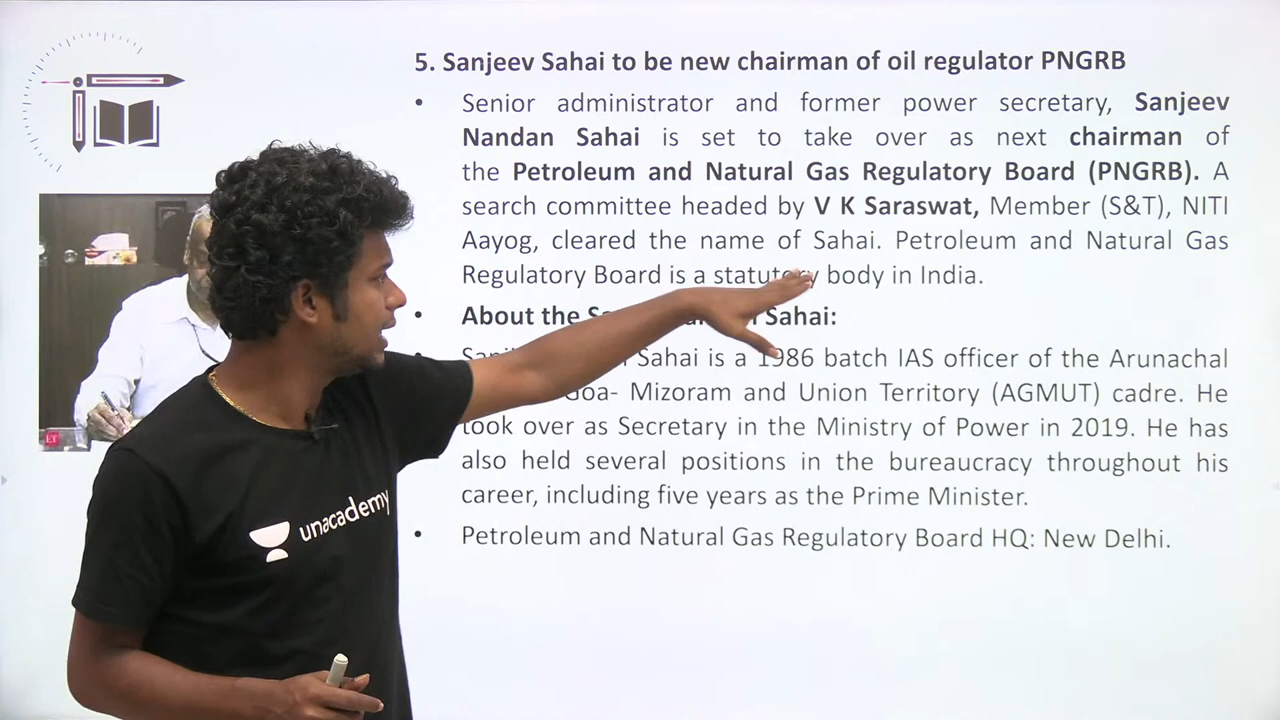 5. Sanjeev Sahai to be new chairman of oil regulator PNGRB
• Senior administrator and former power secretary, Sanjeev
Nandan Sahai is set to take over as next chairman of
the Petroleum and Natural Gas Regulatory Board (PNGRB). A
search committee headed by V K Saraswat, Member (S&T), NITI
Aayog, cleared the name of Sahai. Petroleum and Natural Gas
Regulatory Board is a statutory body in India.
• About the Sahai:
• Sahai is a 1986 batch IAS officer of the Arunachal
Goa- Mizoram and Union Territory (AGMUT) cadre. He
took over as Secretary in the Ministry of Power in 2019. He has
also held several positions in the bureaucracy throughout his
career, including five years as the Prime Minister.
• Petroleum and Natural Gas Regulatory Board HQ: New Delhi.
ET
unacademy